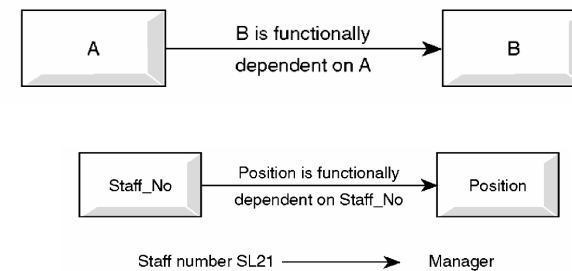 A
B is functionally
dependent on A
B
Staff_No
Position is functionally
dependent on Staff_No
Position
Staff number SL21
Manager